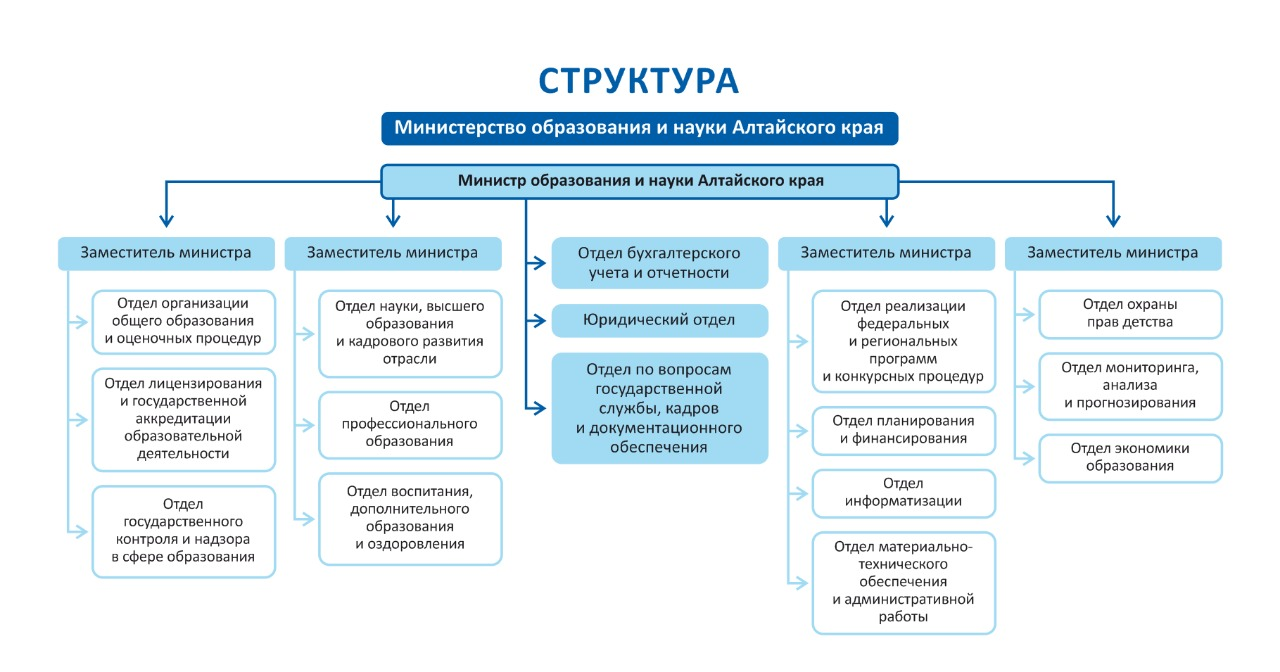 СТРУКТУРА
Министерство образования и науки Алтайского края
Министр образования и науки Алтайского края
Заместитель министра
Отдел организации
общего образования
и оценочных процедур
Отдел лицензирования
и государственной
аккредитации
образовательной
деятельности
Отдел
государственного
контроля и надзора
в сфере образования
Заместитель министра
Отдел науки, высшего
образования
и кадрового развития
отрасли
Отдел
профессионального
образования
Отдел воспитания,
дополнительного
образования
и оздоровления
Отдел бухгалтерского
учета и отчетности
Юридический отдел
Отдел по вопросам
государственной
службы, кадров
и документационного
обеспечения
Заместитель министра
Отдел реализации
федеральных
и региональных
программ
и конкурсных процедур
Отдел планирования
и финансирования
Отдел
информатизации
Отдел материально-
технического
обеспечения
и административной
работы
Заместитель министра
Отдел охраны
прав детства
Отдел мониторинга,
анализа
и прогнозирования
Отдел экономики
образования